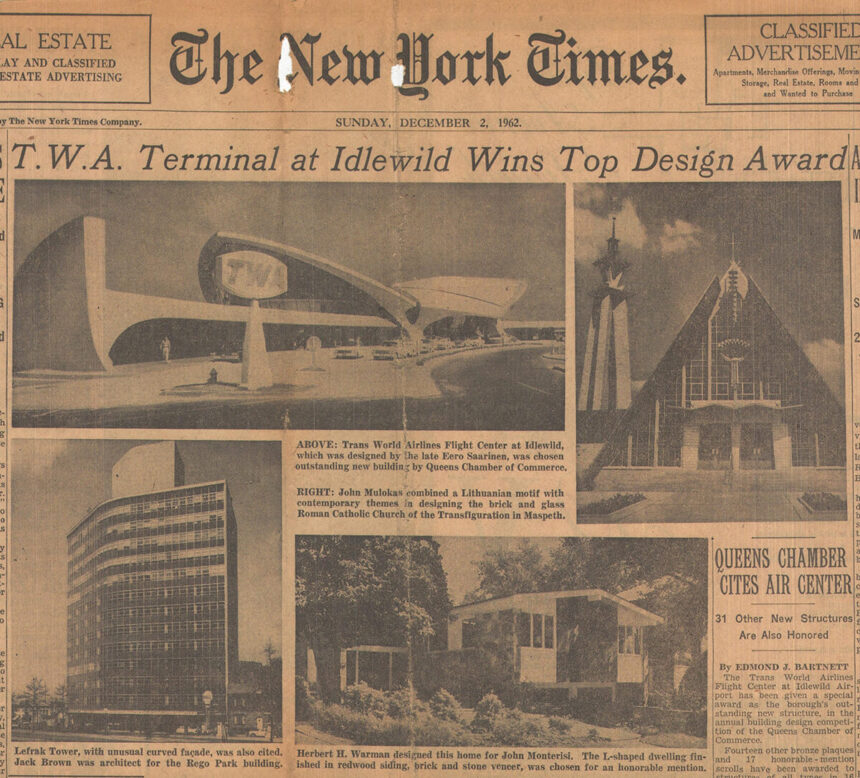 AL ESTATE
AY AND CLASSIFIED
ESTATE ADVERTISING
The New York Times.
CLASSIFIED
ADVERTISEME
Apartments, Merchandise Offerings, Movin
Storage, Real Estate, Rooms and
and Wanted to Purchase
y The New York Times Company.
SUNDAY, DECEMBER 2, 1962.
T.W.A. Terminal at Idlewild Wins Top Design Award
TWA
ABOVE: Trans World Airlines Flight Center at Idlewild,
which was designed by the late Eero Saarinen, was chosen
outstanding new building by Queens Chamber of Commerce.
RIGHT: John Mulokas combined a Lithuanian motif with
contemporary themes in designing the brick and glass
Roman Catholic Church of the Transfiguration in Maspeth.
Lefrak Tower, with unusual curved façade, was also cited.
Jack Brown was architect for the Rego Park building.
Herbert H. Warman designed this home for John Monterisi. The L-shaped dwelling fin-
ished in redwood siding, brick and stone veneer, was chosen for an honorable mention.
QUEENS CHAMBER
CITES AIR CENTER
31 Other New Structures
Are Also Honored
By EDMOND J. BARTNETT
The Trans World Airlines
Flight Center at Idlewild Air-
port has been given a special
award as the borough's out-
standing new structure, in the
annual building design competi-
tion of the Queens Chamber of
Commerce.
Fourteen other bronze plaques
and 17 honorable-mention
scrolls have been awarded to